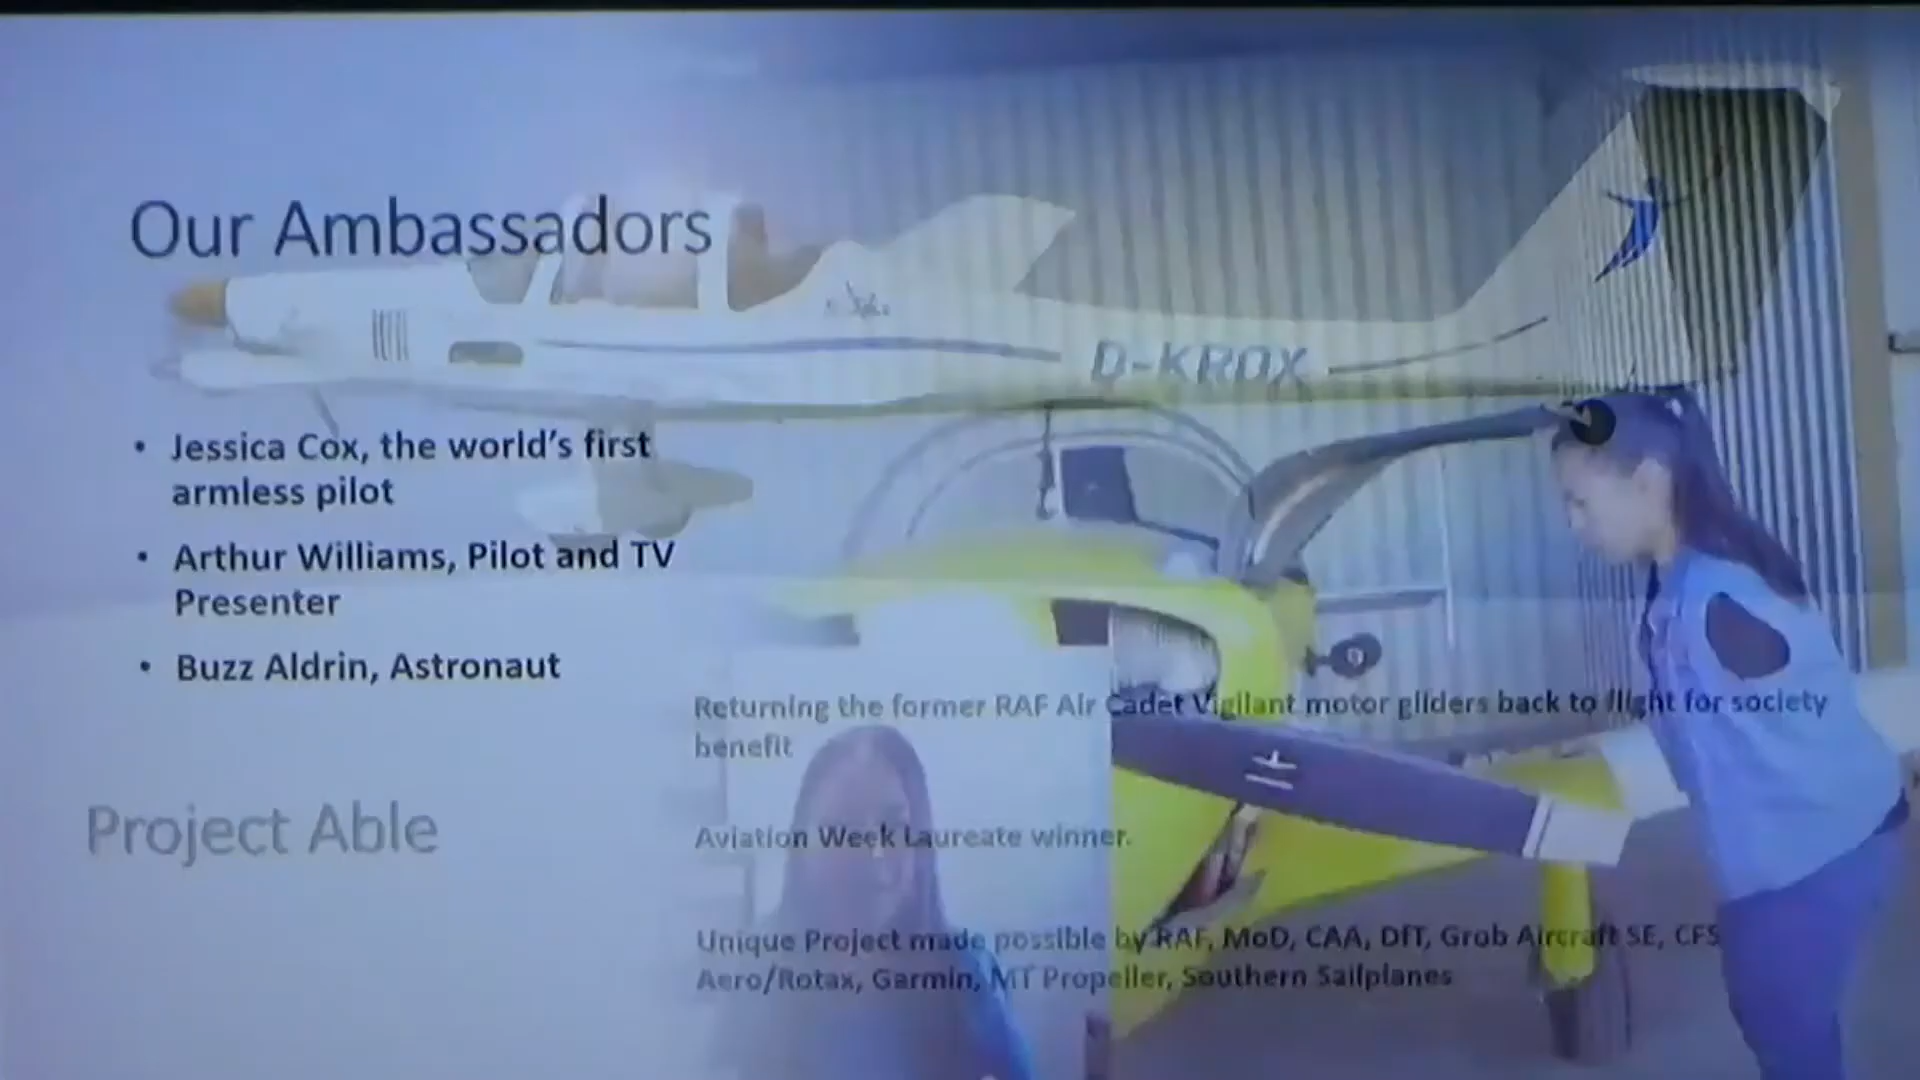 Our Ambassadors
D-KROX
• Jessica Cox, the world's first
armless pilot
• Arthur Williams, Pilot and TV
Presenter
• Buzz Aldrin, Astronaut
Project Able
Returning the former RAF Air Cadet Vigilant motor gliders back to flight for society
benefit
Aviation Week Laureate winner.
Unique Project made possible by RAF, MoD, CAA, DfT, Grob Aircraft SE, CFS
Aero/Rotax, Garmin, MT Propeller, Southern Sailplanes